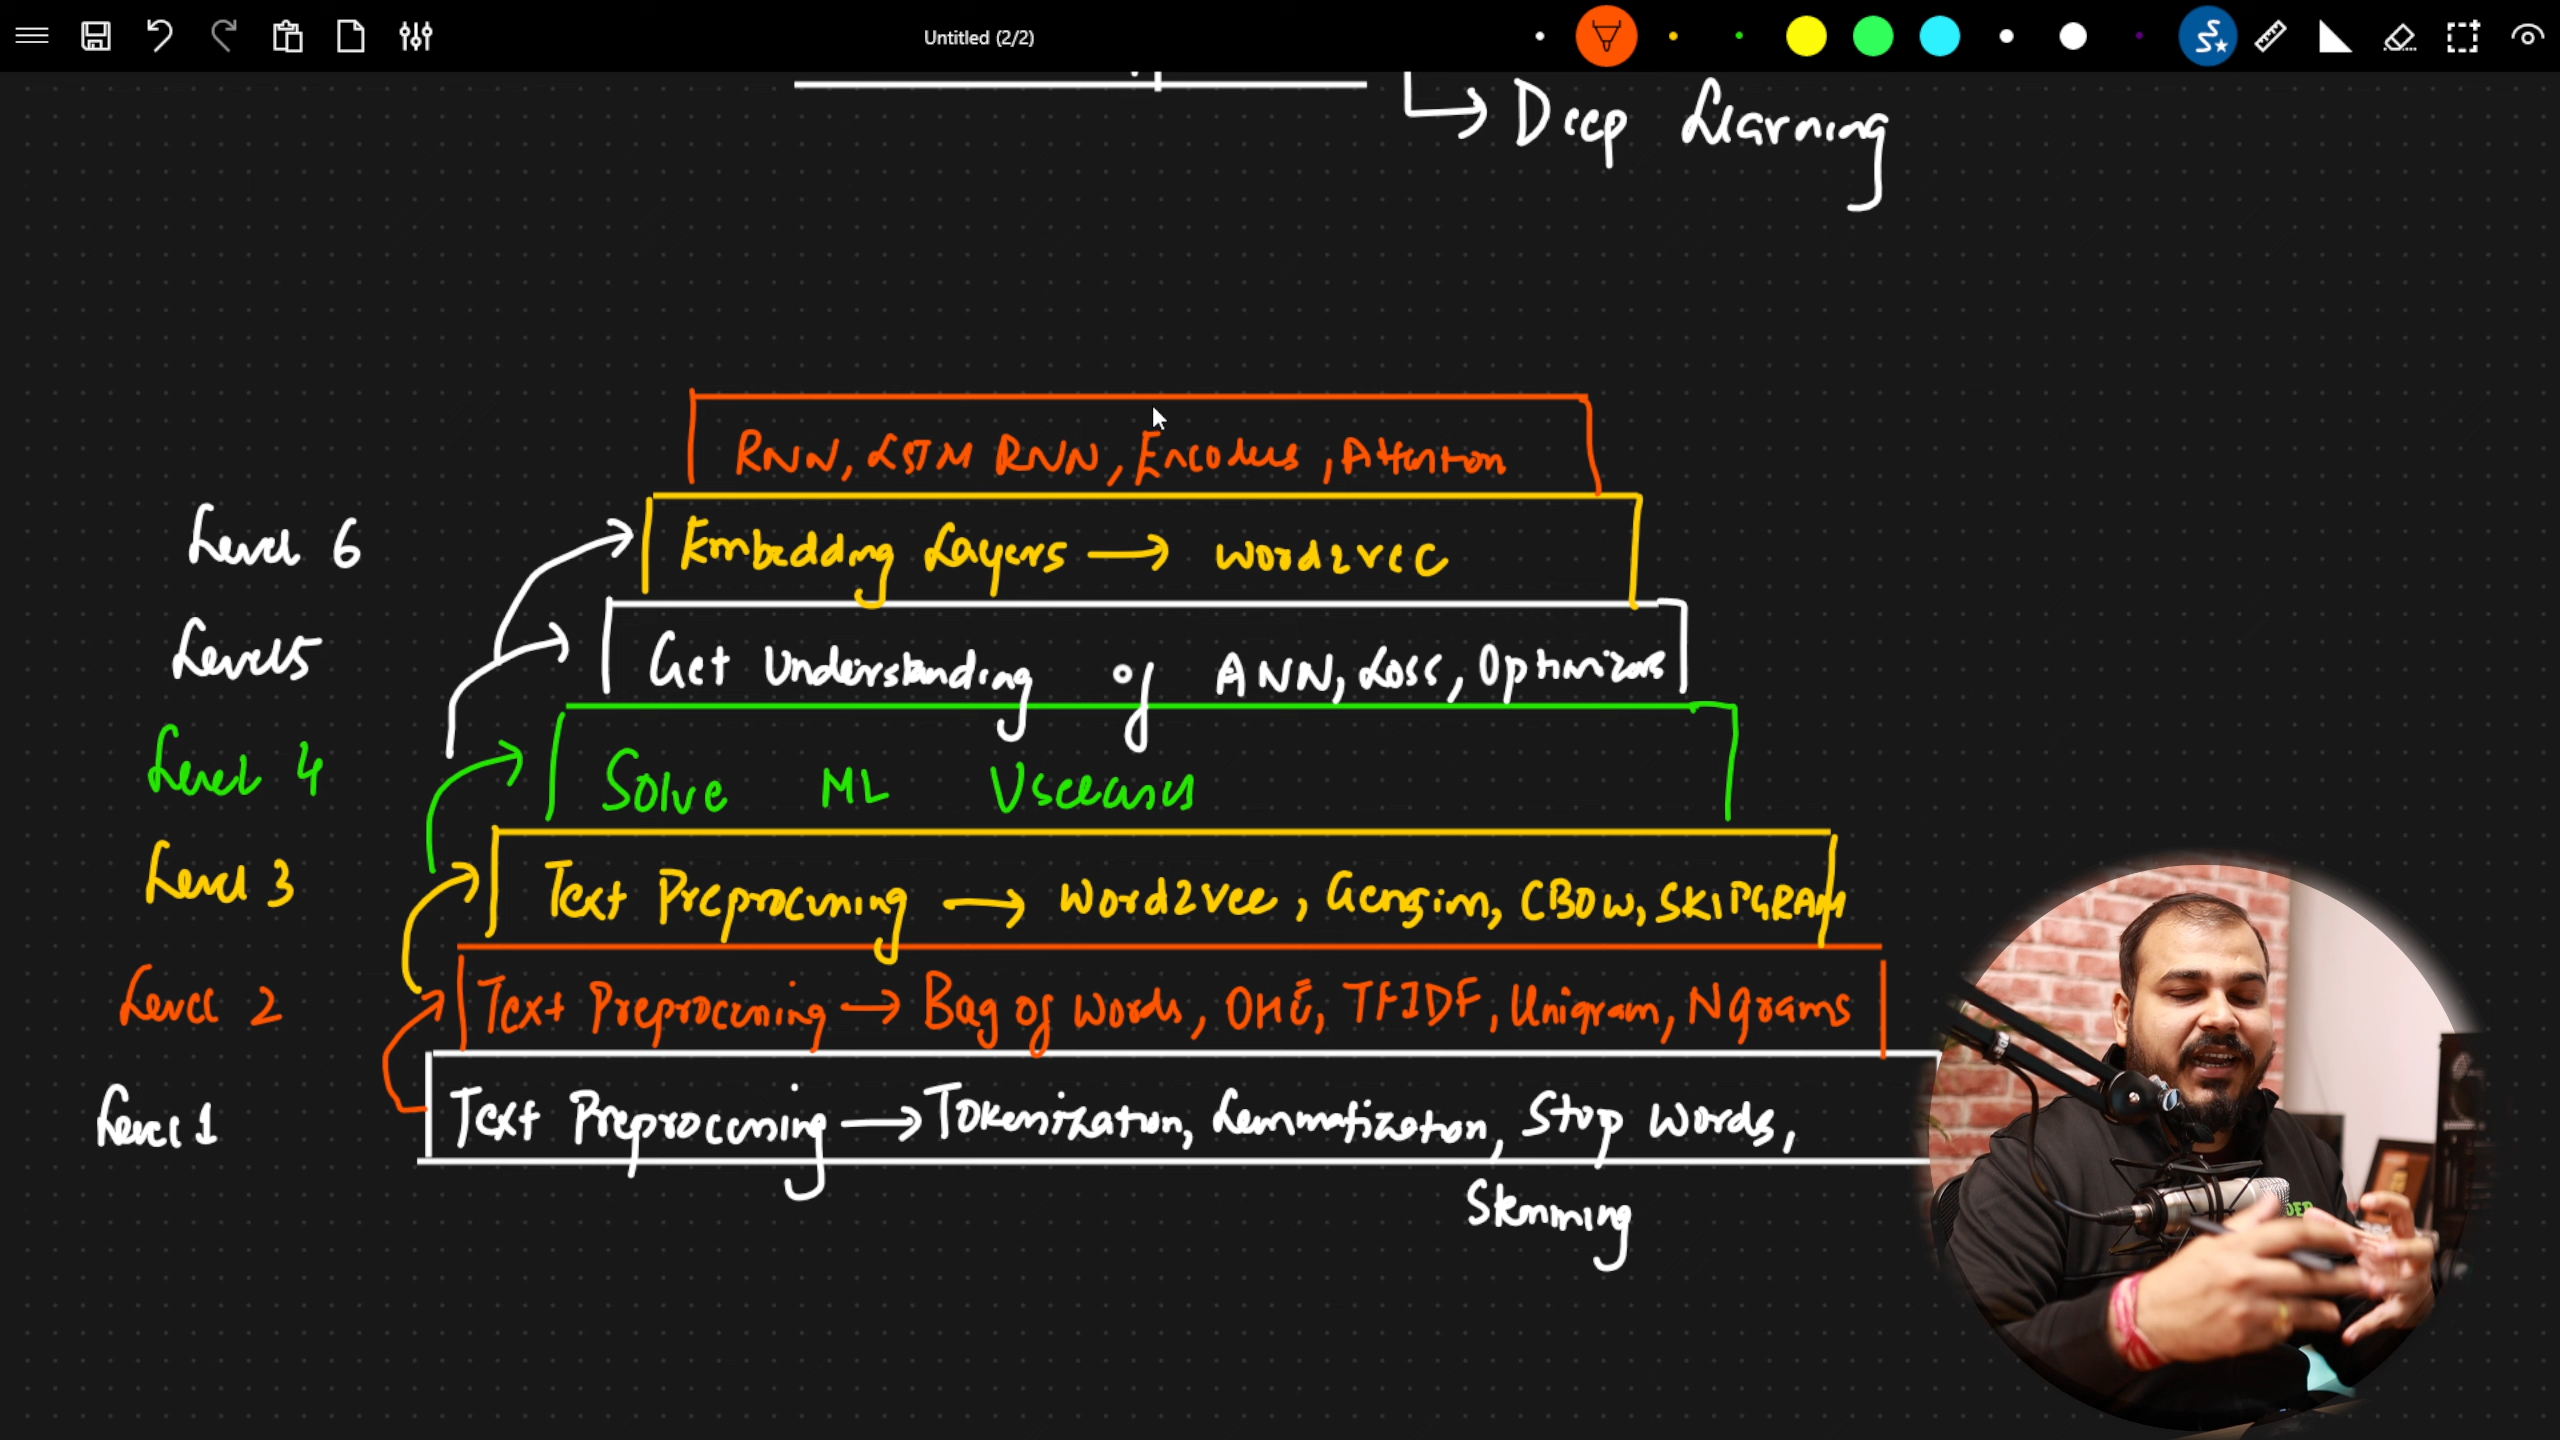 Untitled (2/2)
Deep Learning
RNN, LSTM RNN, Encoders, Attention
Level 6 Embedding Layers → Word2vec
Level5 Get Understanding of ANN, Loss, Optimizers
Level 4 Solve ML Usecases
Level 3 Text Preprocessing → Word2vec, Gensim, CBOW, SKIPGRAM
Level 2 Text Preprocessing → Bag of Words, OHE, TFIDF, Unigram, Ngrams
Level 1 Text Preprocessing → Tokenization, Lemmatization, Stop Words,
Stemming